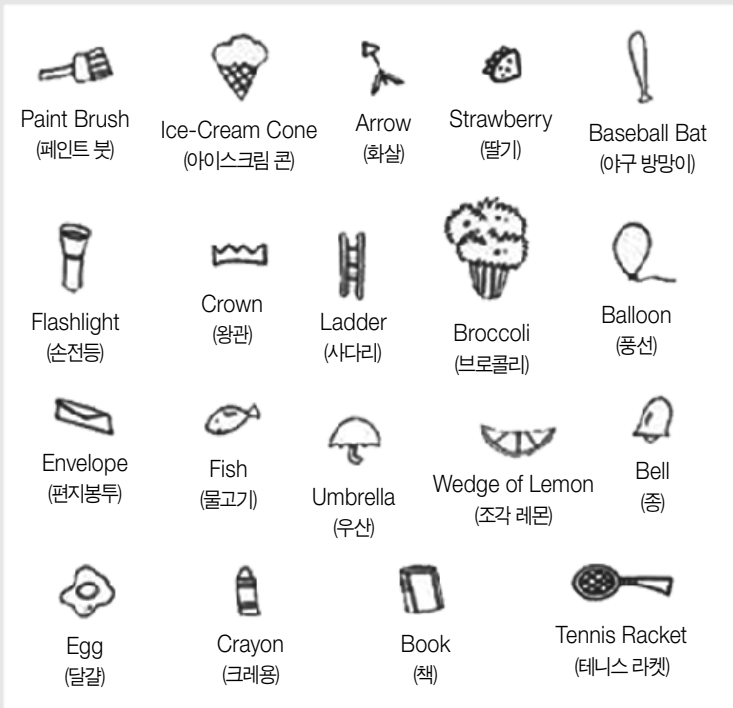 Paint Brush
(페인트 붓)
Ice-Cream Cone
(아이스크림 콘)
Arrow
(화살)
Strawberry
(딸기)
Baseball Bat
(야구 방망이)
Flashlight
(손전등)
Crown
(왕관)
Ladder
(사다리)
Broccoli
(브로콜리)
Balloon
(풍선)
Envelope
(편지봉투)
Fish
(물고기)
Umbrella
(우산)
Wedge of Lemon
(조각 레몬)
Bell
(종)
Egg
(달걀)
Crayon
(크레용)
Book
(책)
Tennis Racket
(테니스 라켓)